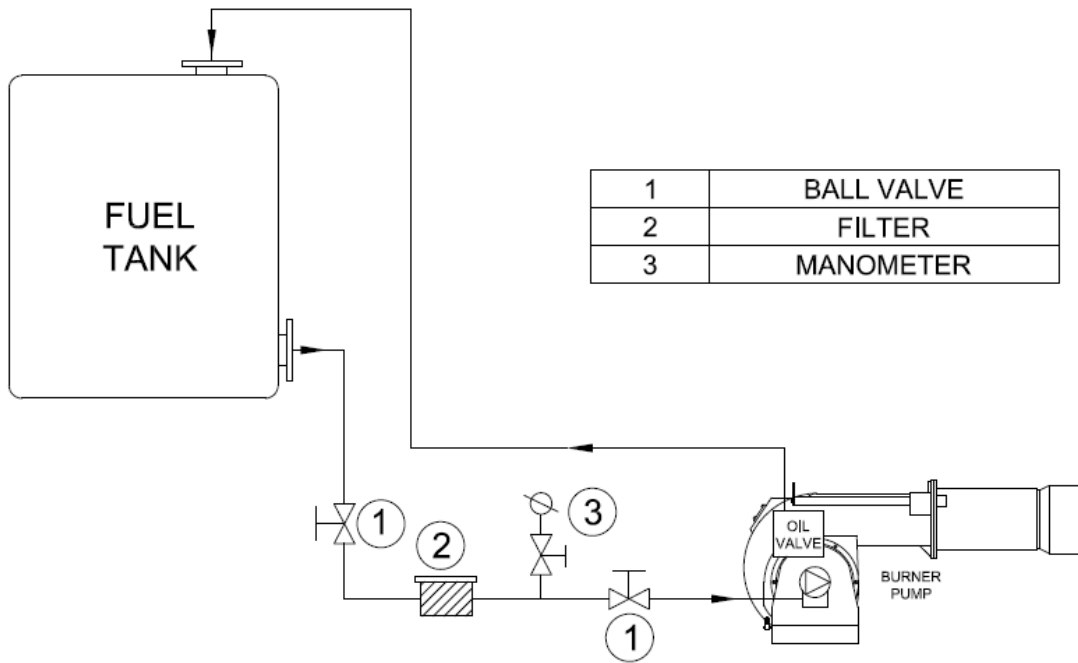 FUEL
TANK
1 BALL VALVE
2 FILTER
3 MANOMETER
1
2
3
1
OIL
VALVE
BURNER
PUMP